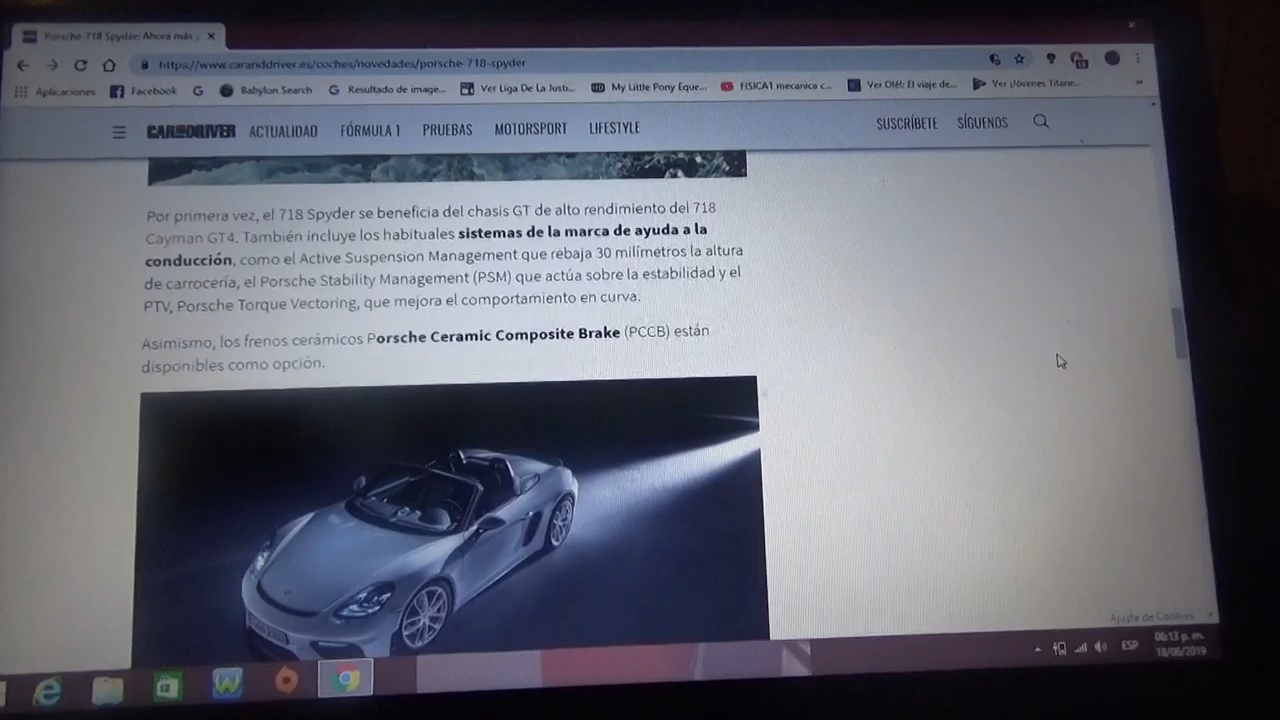 Porsche 718 Spyder: Ahora más
https://www.caranddriver.es/coches/novedades/porsche-718-spyder
Aplicaciones Facebook Babylon Search Resultado de image... Ver Liga De La Justi... My Little Pony Eque... FISICA1 mecanica c... Ver Olé!: El viaje de... Ver ¡Jóvenes Titane... »
CAR AND DRIVER ACTUALIDAD FÓRMULA 1 PRUEBAS MOTORSPORT LIFESTYLE SUSCRÍBETE SÍGUENOS
Por primera vez, el 718 Spyder se beneficia del chasis GT de alto rendimiento del 718
Cayman GT4. También incluye los habituales sistemas de la marca de ayuda a la
conducción, como el Active Suspension Management que rebaja 30 milímetros la altura
de carrocería, el Porsche Stability Management (PSM) que actúa sobre la estabilidad y el
PTV, Porsche Torque Vectoring, que mejora el comportamiento en curva.
Asimismo, los frenos cerámicos Porsche Ceramic Composite Brake (PCCB) están
disponibles como opción.
Ajuste de Cookies
ESP
06:13 p. m.
18/06/2019